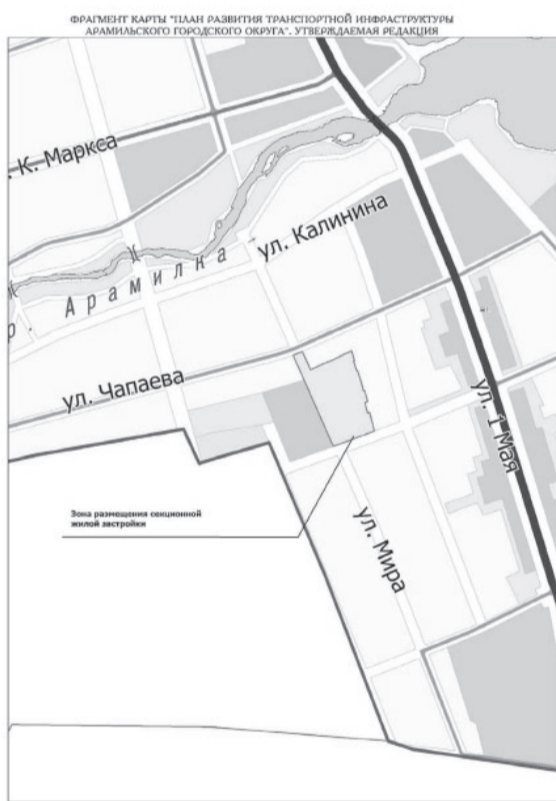 ФРАГМЕНТ КАРТЫ "ПЛАН РАЗВИТИЯ ТРАНСПОРТНОЙ ИНФРАСТРУКТУРЫ
АРАМИЛЬСКОГО ГОРОДСКОГО ОКРУГА". УТВЕРЖДАЕМАЯ РЕДАКЦИЯ
. К. Маркса
ул. Калинина
р. Арамилка
ул. Чапаева
ул. 1 Мая
Зона размещения секционной
жилой застройки
ул. Мира